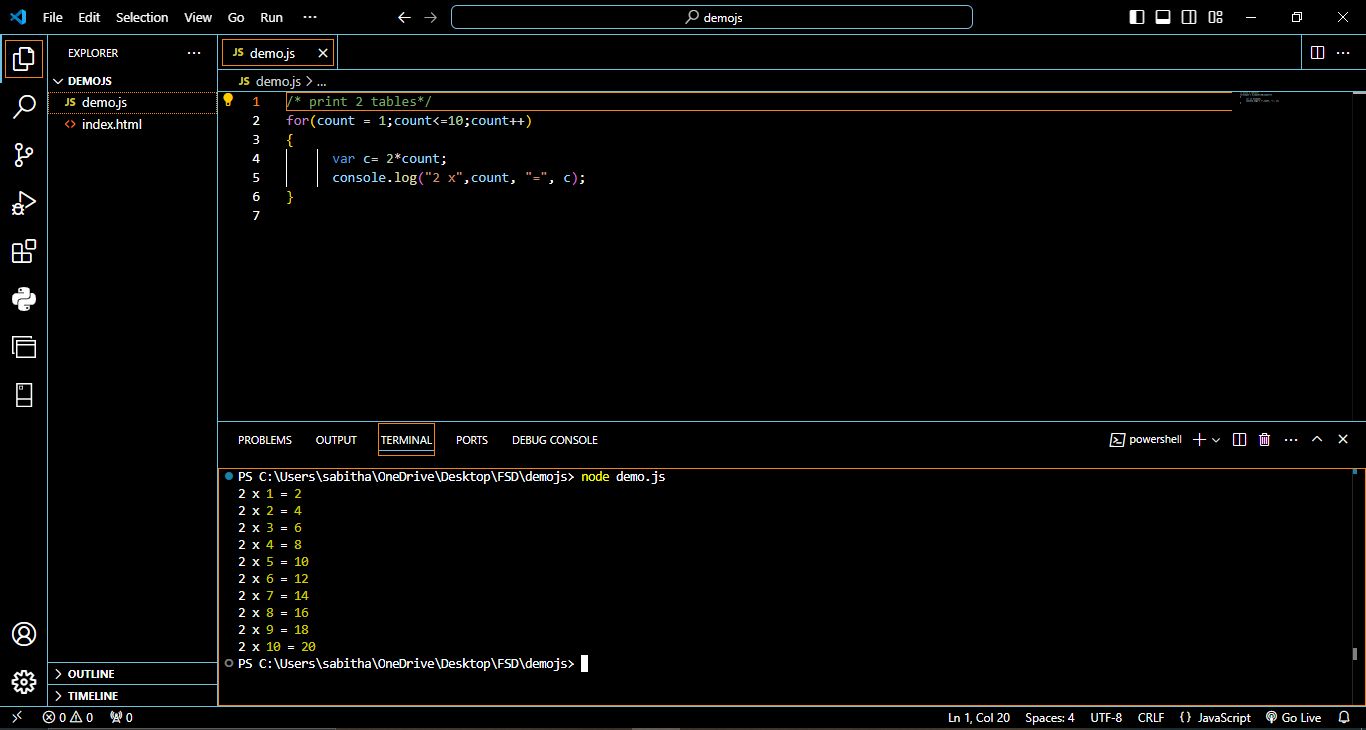 File Edit Selection View Go Run ···
demojs
EXPLORER ···
DEMOJS
JS demo.js
<> index.html
OUTLINE
TIMELINE
JS demo.js
JS demo.js > ...
1 /* print 2 tables*/
2 for(count = 1;count<=10;count++)
3 {
4 var c= 2*count;
5 console.log("2 x",count, "=", c);
6 }
7
PROBLEMS OUTPUT TERMINAL PORTS DEBUG CONSOLE powershell
PS C:\Users\sabitha\OneDrive\Desktop\FSD\demojs> node demo.js
2 x 1 = 2
2 x 2 = 4
2 x 3 = 6
2 x 4 = 8
2 x 5 = 10
2 x 6 = 12
2 x 7 = 14
2 x 8 = 16
2 x 9 = 18
2 x 10 = 20
PS C:\Users\sabitha\OneDrive\Desktop\FSD\demojs>
0 0 0 Ln 1, Col 20 Spaces: 4 UTF-8 CRLF {} JavaScript Go Live